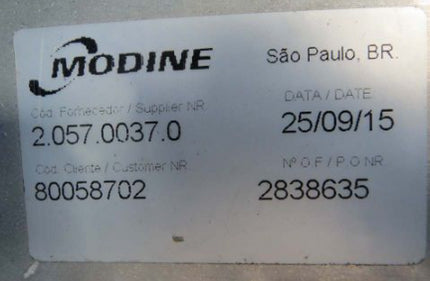 MODINE
São Paulo, BR.
Cód. Fornecedor / Supplier NR
DATA / DATE
2.057.0037.0
25/09/15
Cod. Cliente / Customer NR
Nº O F / P.O NR
80058702
2838635